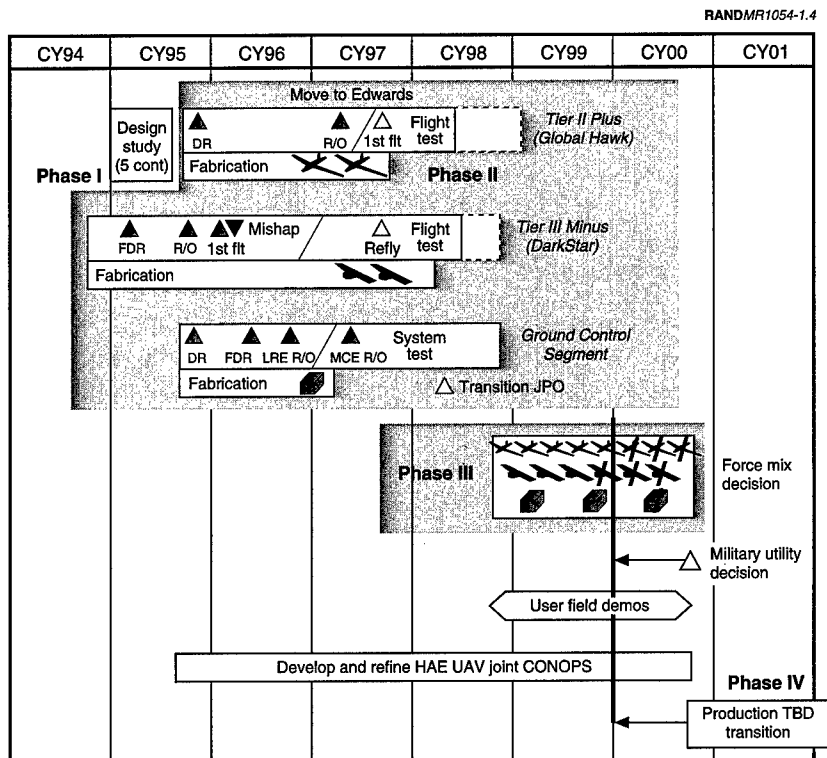 RANDMR1054-1.4
CY94 CY95 CY96 CY97 CY98 CY99 CY00 CY01
Move to Edwards
Design
study
(5 cont)
DR
R/O
1st flt
Flight
test
Tier II Plus
(Global Hawk)
Fabrication
Phase I
Phase II
FDR
R/O
1st flt
Mishap
Refly
Flight
test
Tier III Minus
(DarkStar)
Fabrication
DR
FDR
LRE R/O
MCE R/O
System
test
Ground Control
Segment
Fabrication
Transition JPO
Phase III
Force mix
decision
Military utility
decision
User field demos
Develop and refine HAE UAV joint CONOPS
Phase IV
Production TBD
transition